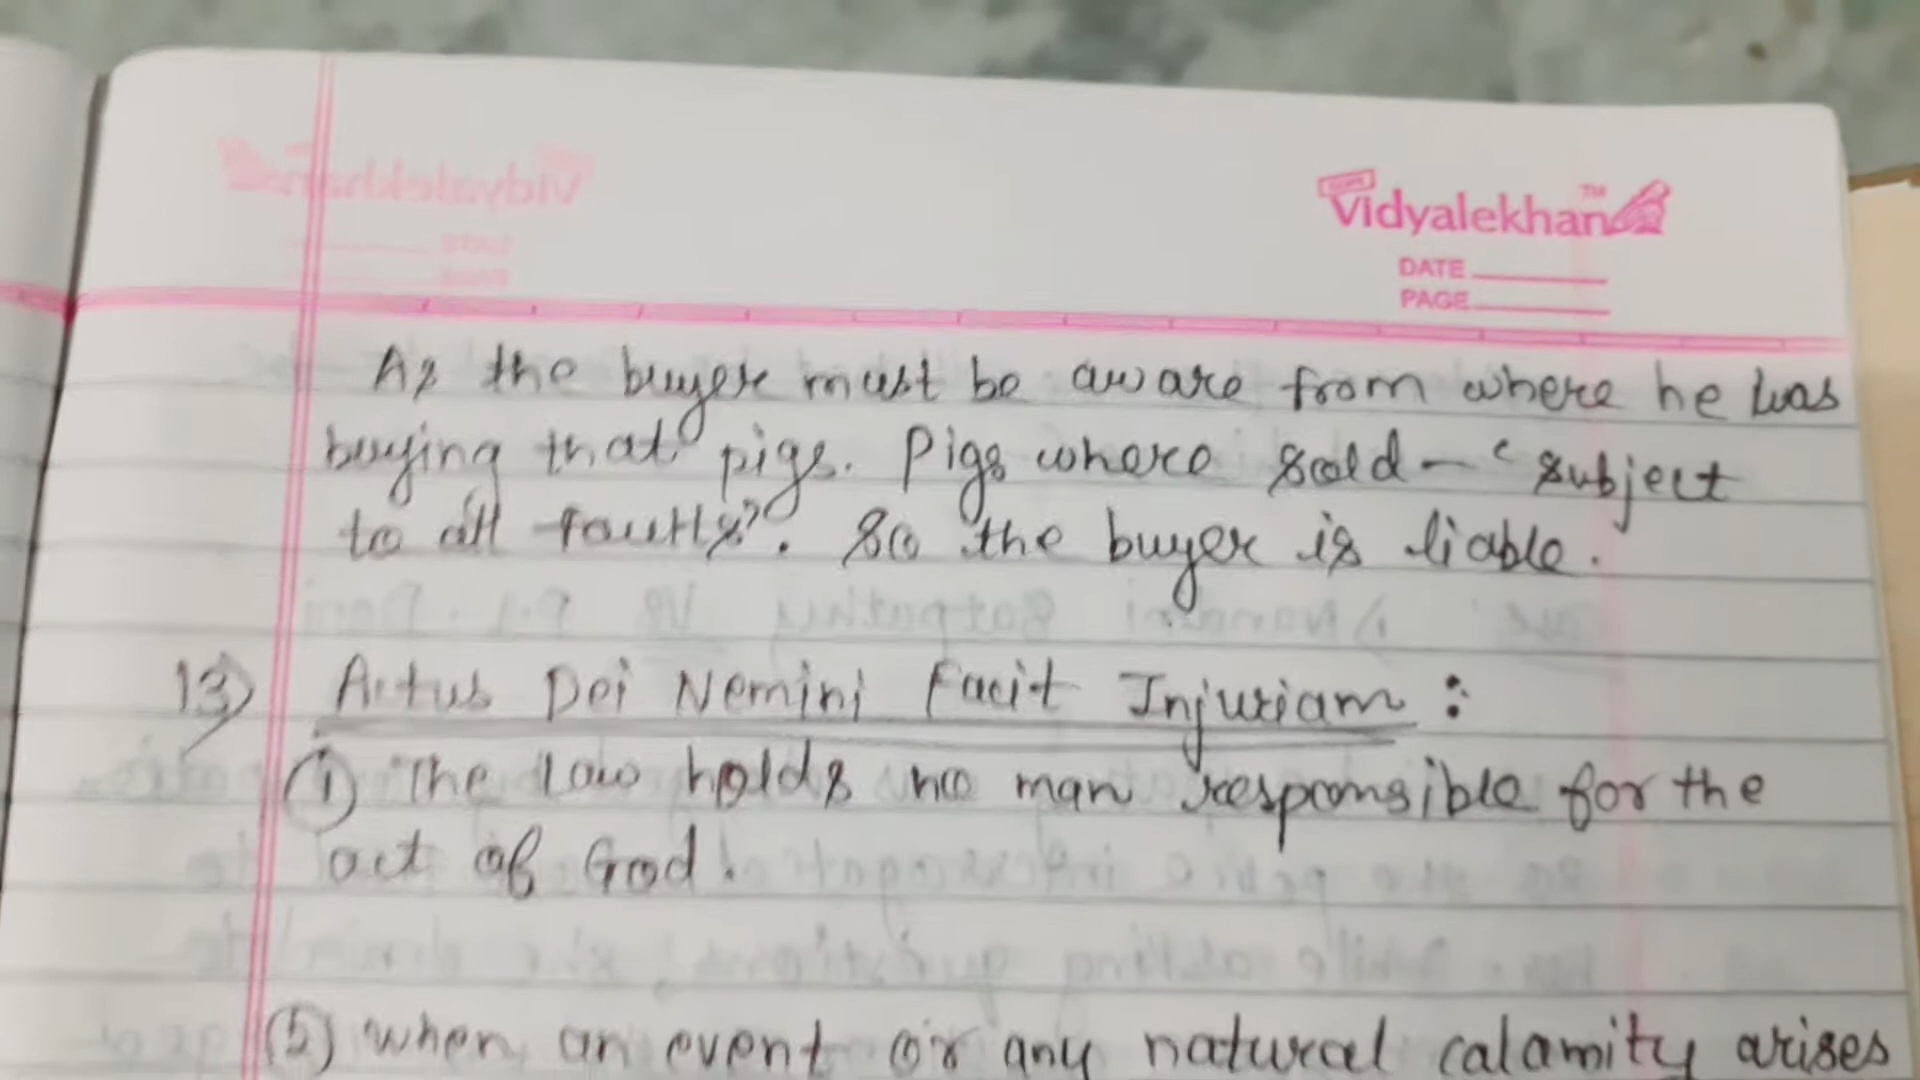 Vidyalekhan TM
DATE
PAGE
As the buyer must be aware from where he was
buying that pigs. Pigs where sold - ‘subject
to all faults’. So the buyer is liable.
13) Actus Dei Nemini Facit Injuriam :
(1) The law holds no man responsible for the
act of God.
(2) when an event or any natural calamity arises